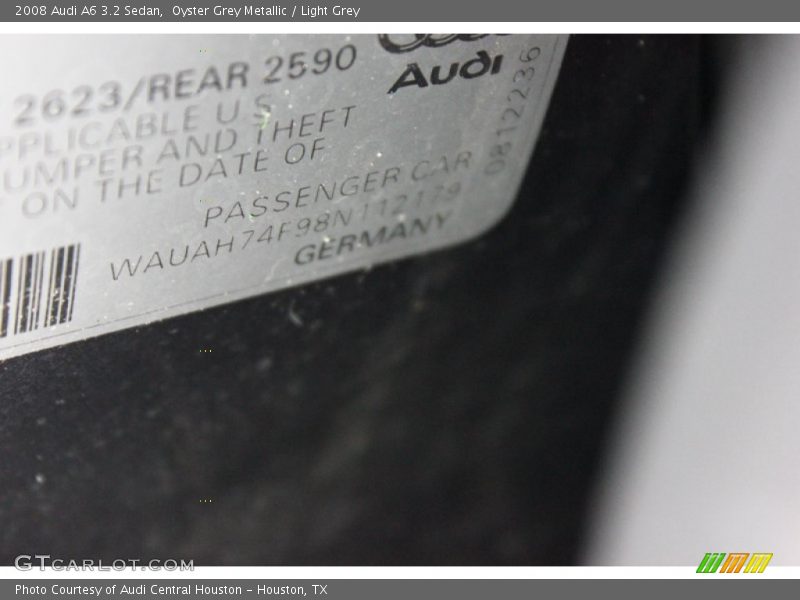 2008 Audi A6 3.2 Sedan,  Oyster Grey Metallic / Light Grey
2623/REAR 2590
Audi
PPLICABLE U S
UMPER AND THEFT
ON THE DATE OF
PASSENGER CAR
0812236
WAUAH74F98N112179
GERMANY
GTCARLOT.COM
Photo Courtesy of Audi Central Houston - Houston, TX